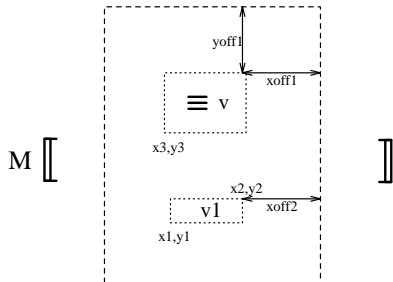 yoff1
xoff1
≡ v
x3,y3
M ⟦ ⟧
x2,y2
v1
xoff2
x1,y1